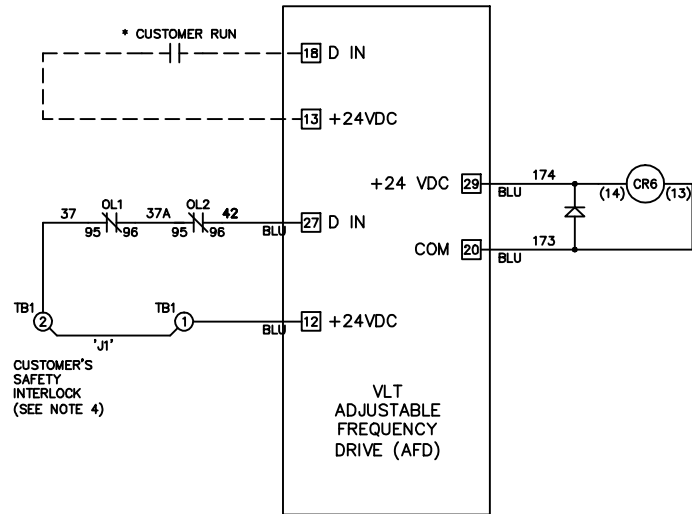 * CUSTOMER RUN
18 D IN
13 +24VDC
+24 VDC 29
BLU
174
(14) CR6 (13)
37
OL1
95 96
37A
OL2
95 96
42
BLU
27 D IN
COM 20
BLU
173
TB1
2
TB1
1
'J1'
BLU
12 +24VDC
CUSTOMER'S
SAFETY
INTERLOCK
(SEE NOTE 4)
VLT
ADJUSTABLE
FREQUENCY
DRIVE (AFD)